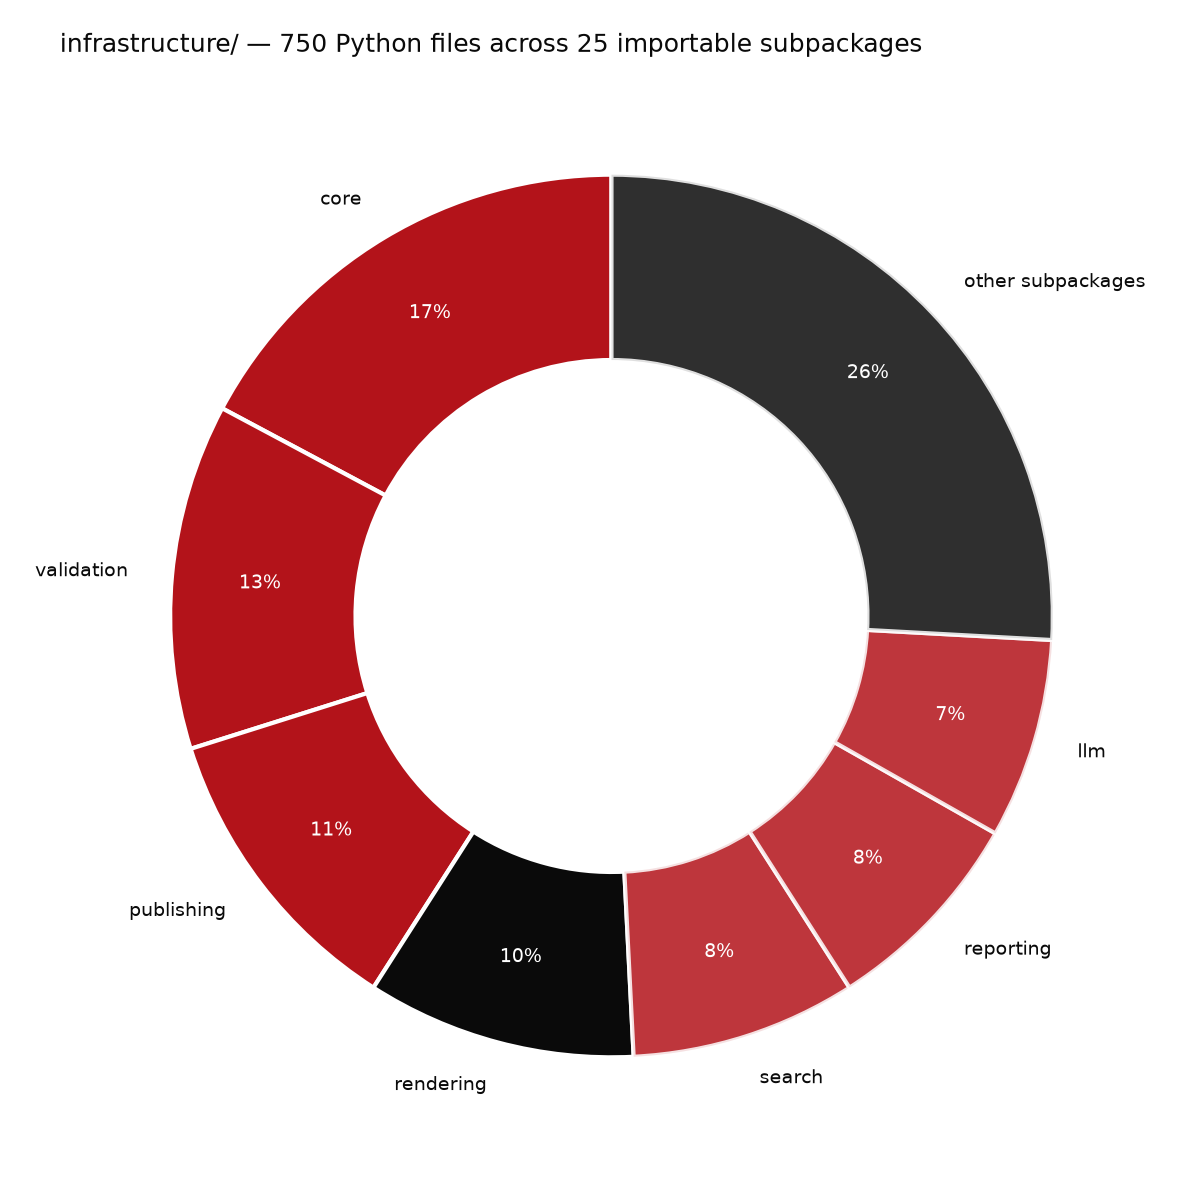 infrastructure/ — 750 Python files across 25 importable subpackages
core
17%
other subpackages
26%
validation
13%
7%
llm
publishing
11%
8%
reporting
rendering
10%
8%
search